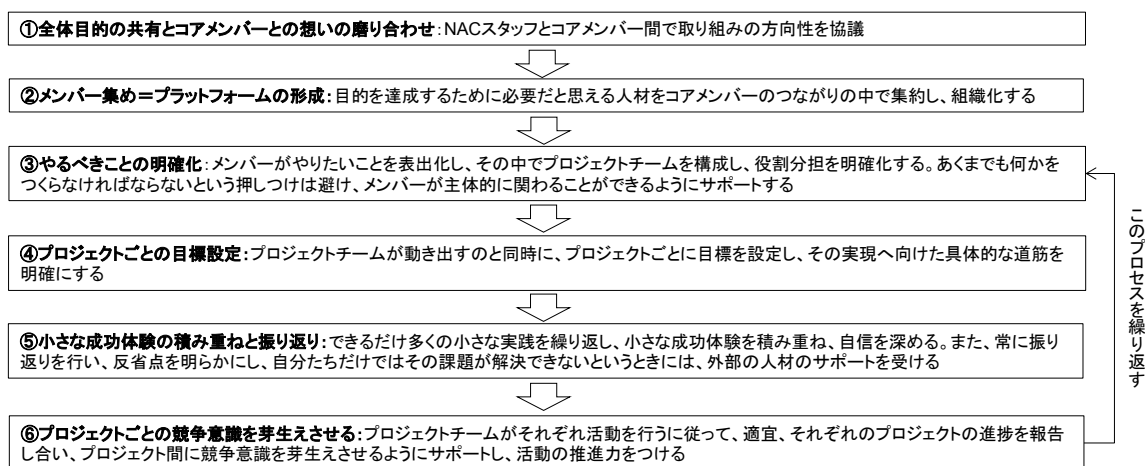 ①全体目的の共有とコアメンバーとの想いの磨り合わせ：NACスタッフとコアメンバー間で取り組みの方向性を協議
②メンバー集め＝プラットフォームの形成：目的を達成するために必要だと思える人材をコアメンバーのつながりの中で集約し、組織化する
③やるべきことの明確化：メンバーがやりたいことを表出化し、その中でプロジェクトチームを構成し、役割分担を明確化する。あくまでも何かを
つくらなければならないという押しつけは避け、メンバーが主体的に関わることができるようにサポートする
④プロジェクトごとの目標設定：プロジェクトチームが動き出すのと同時に、プロジェクトごとに目標を設定し、その実現へ向けた具体的な道筋を
明確にする
⑤小さな成功体験の積み重ねと振り返り：できるだけ多くの小さな実践を繰り返し、小さな成功体験を積み重ね、自信を深める。また、常に振り
返りを行い、反省点を明らかにし、自分たちだけではその課題が解決できないというときには、外部の人材のサポートを受ける
⑥プロジェクトごとの競争意識を芽生えさせる：プロジェクトチームがそれぞれ活動を行うに従って、適宜、それぞれのプロジェクトの進捗を報告
し合い、プロジェクト間に競争意識を芽生えさせるようにサポートし、活動の推進力をつける
このプロセスを繰り返す